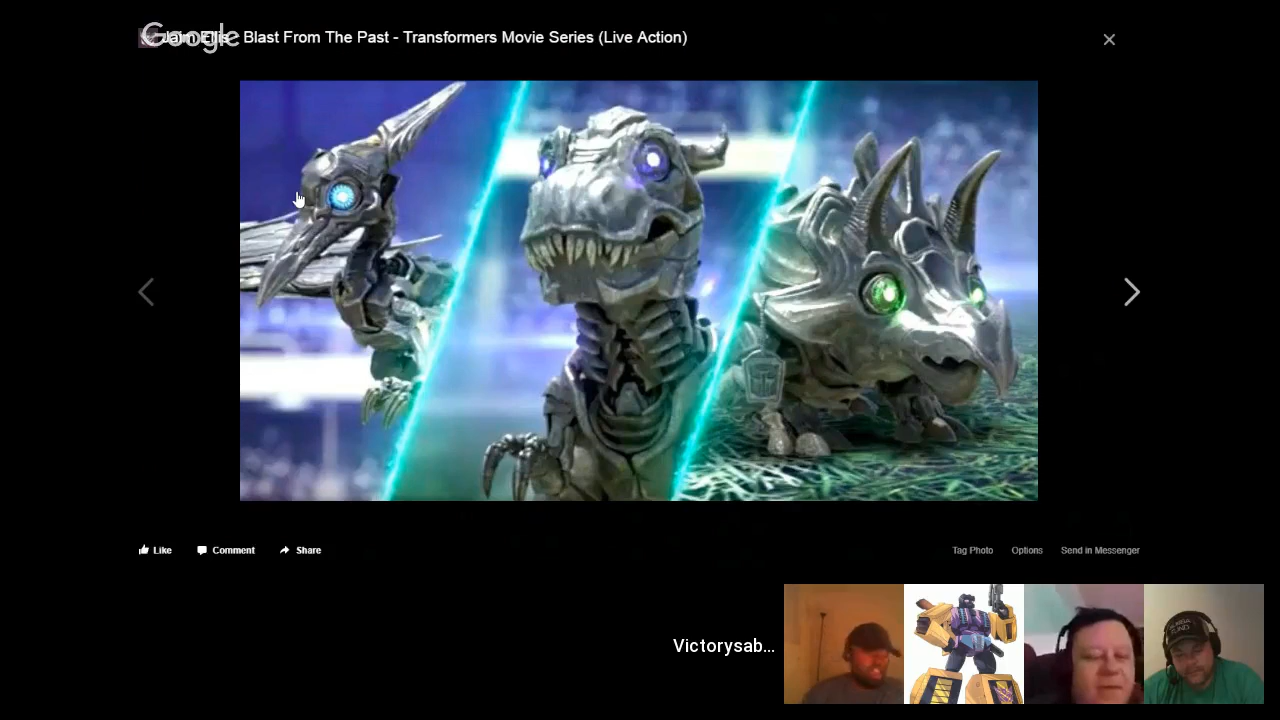 Google Blast From The Past - Transformers Movie Series (Live Action)
Like Comment Share
Tag Photo Options Send in Messenger
Victorysab...